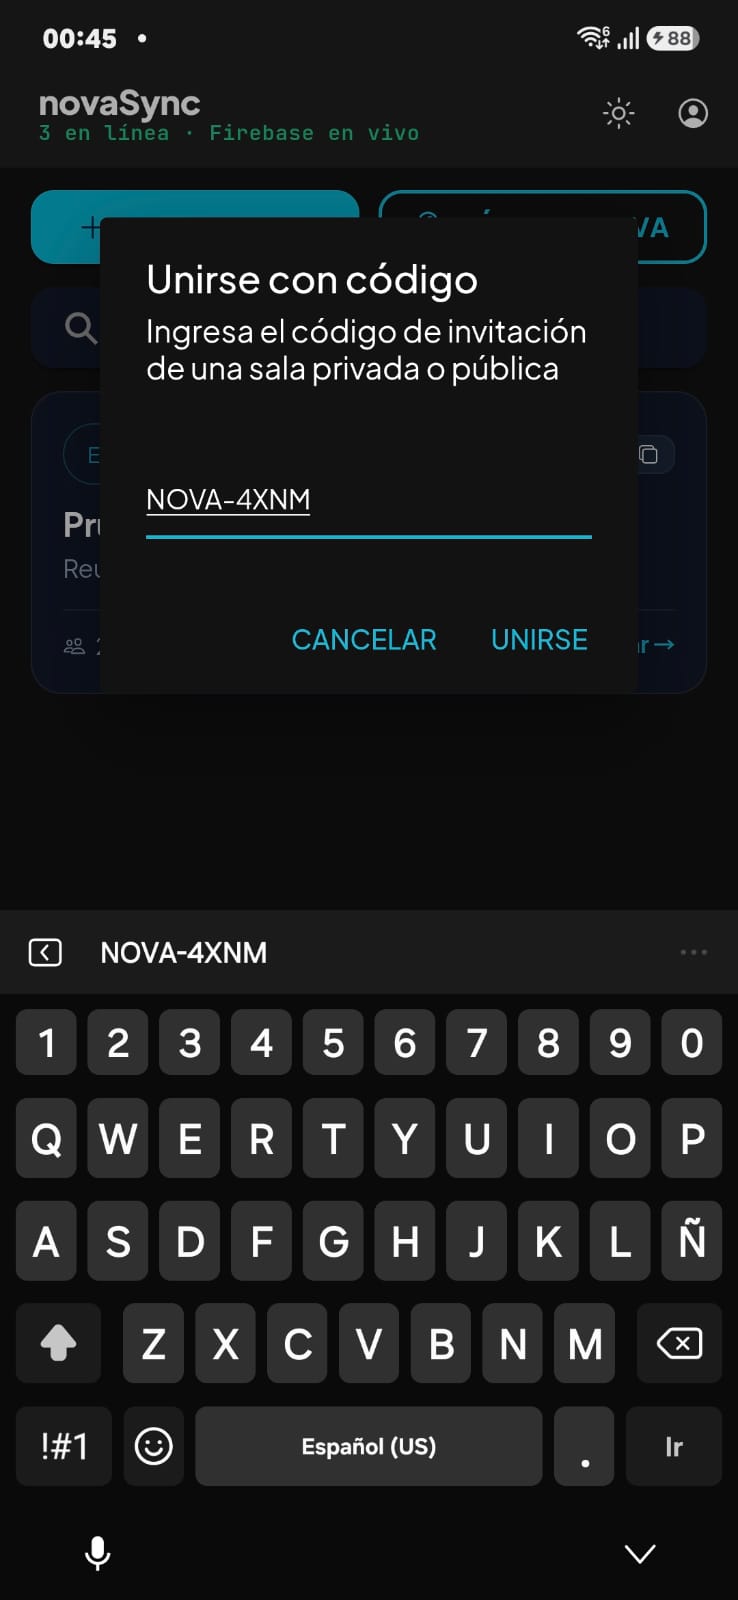 00:45
6
88
novaSync
3 en línea · Firebase en vivo
Unirse con código
Ingresa el código de invitación
de una sala privada o pública
NOVA-4XNM
CANCELAR UNIRSE
NOVA-4XNM
1 2 3 4 5 6 7 8 9 0
Q W E R T Y U I O P
A S D F G H J K L Ñ
Z X C V B N M
!#1 Español (US) . Ir